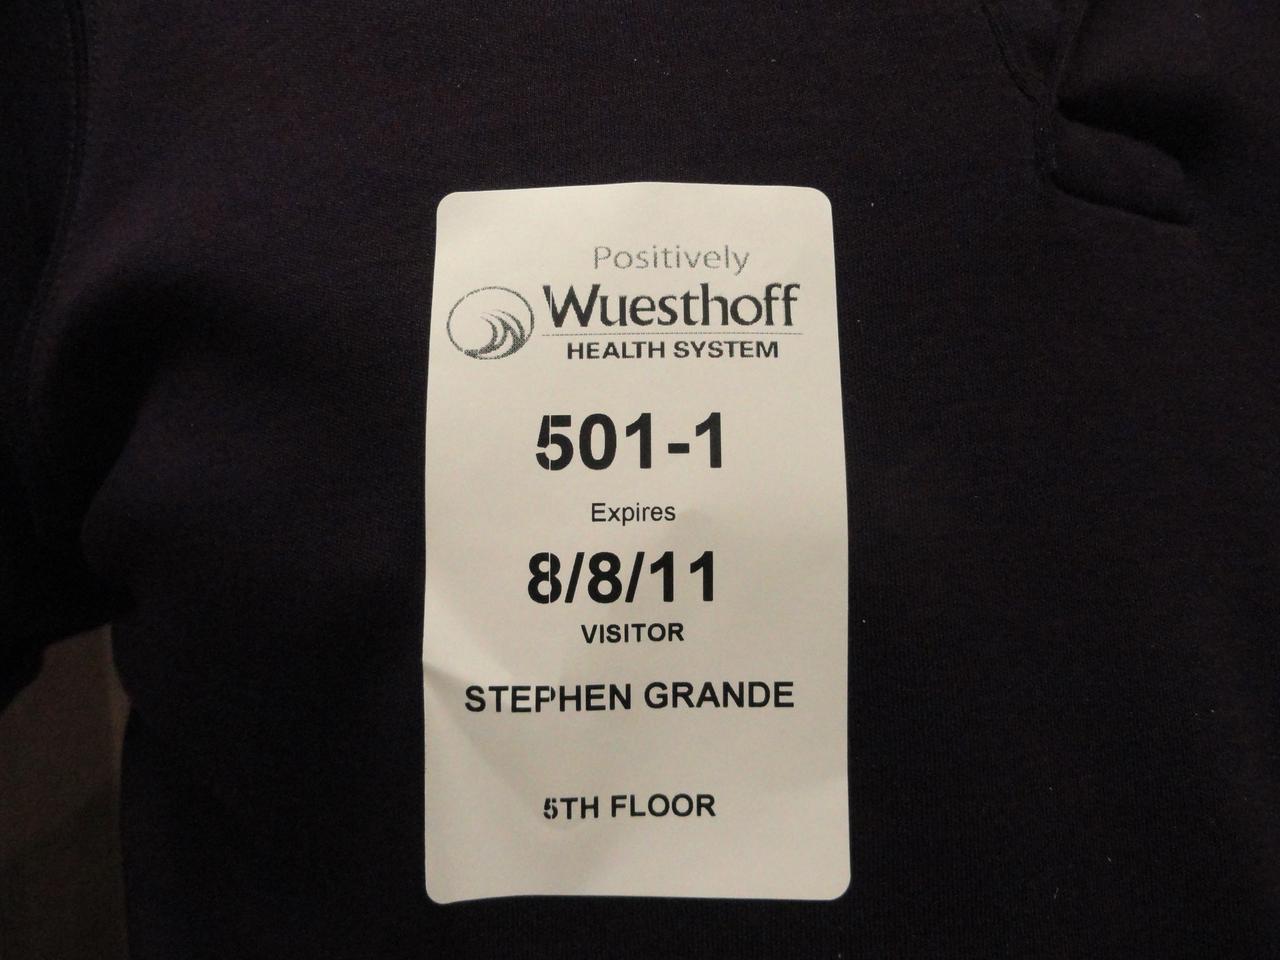 Positively
Wuesthoff
HEALTH SYSTEM
501-1
Expires
8/8/11
VISITOR
STEPHEN GRANDE
5TH FLOOR